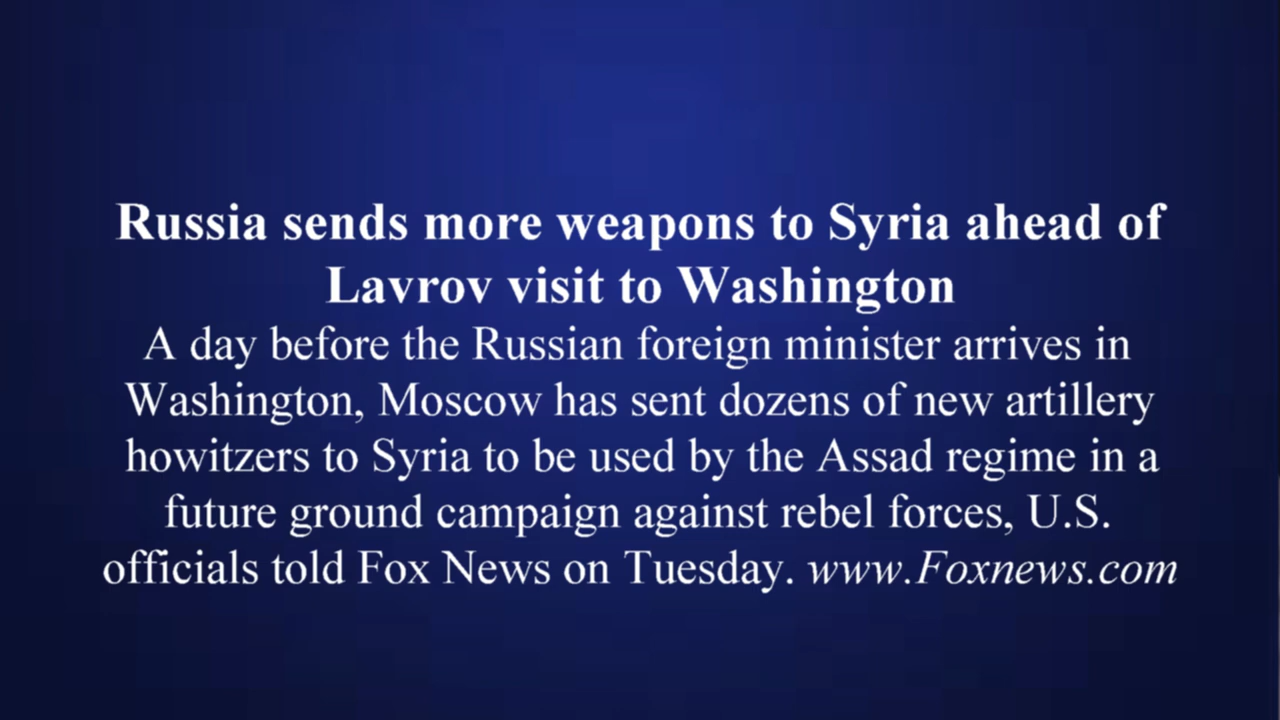 Russia sends more weapons to Syria ahead of
Lavrov visit to Washington
A day before the Russian foreign minister arrives in
Washington, Moscow has sent dozens of new artillery
howitzers to Syria to be used by the Assad regime in a
future ground campaign against rebel forces, U.S.
officials told Fox News on Tuesday. www.Foxnews.com